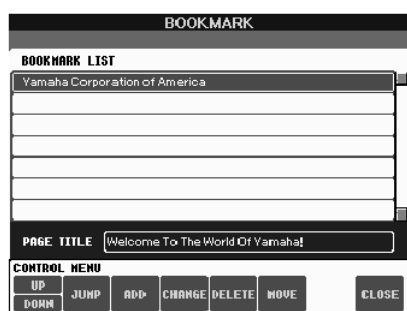 BOOKMARK
BOOKMARK LIST
Yamaha Corporation of America
PAGE TITLE Welcome To The World Of Yamaha!
CONTROL MENU
UP
DOWN JUMP ADD CHANGE DELETE MOVE CLOSE